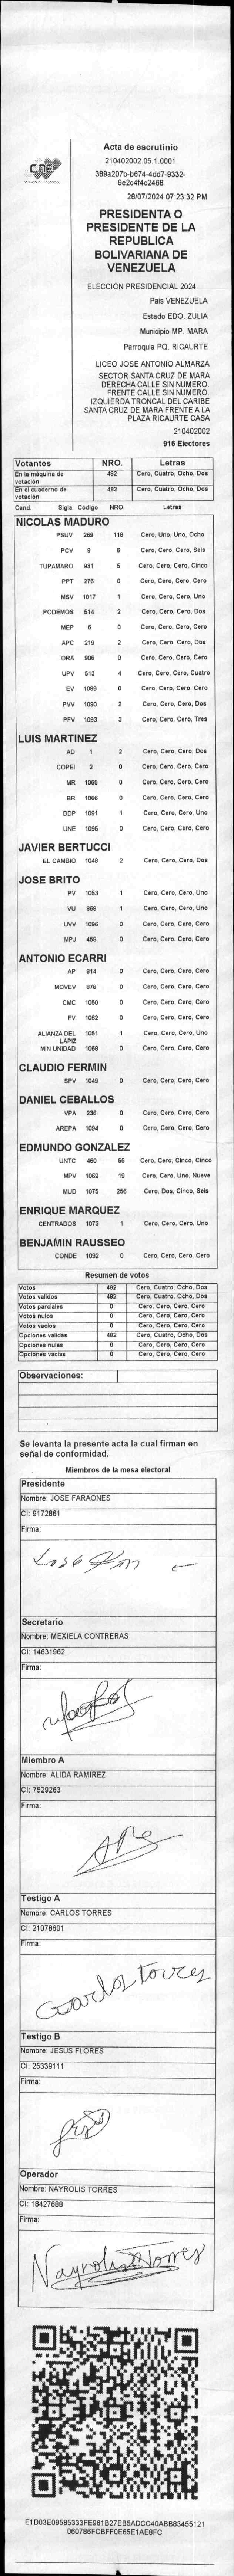 CNE
Acta de escrutinio
210402002.05.1.0001
389a207b-b674-4dd7-9332-
9e2c4f4c2468
28/07/2024 07:23:32 PM
PRESIDENTA O
PRESIDENTE DE LA
REPUBLICA
BOLIVARIANA DE
VENEZUELA
ELECCIÓN PRESIDENCIAL 2024
País VENEZUELA
Estado EDO. ZULIA
Municipio MP. MARA
Parroquia PQ. RICAURTE
LICEO JOSE ANTONIO ALMARZA
SECTOR SANTA CRUZ DE MARA
DERECHA CALLE SIN NUMERO.
FRENTE CALLE SIN NUMERO.
IZQUIERDA TRONCAL DEL CARIBE
SANTA CRUZ DE MARA FRENTE A LA
PLAZA RICAURTE CASA
210402002
916 Electores
Votantes NRO. Letras
En la máquina de votación 482 Cero, Cuatro, Ocho, Dos
En el cuaderno de votación 482 Cero, Cuatro, Ocho, Dos
Cand. Sigla Codigo NRO. Letras
NICOLAS MADURO
PSUV 269 118 Cero, Uno, Uno, Ocho
PCV 9 6 Cero, Cero, Cero, Seis
TUPAMARO 931 5 Cero, Cero, Cero, Cinco
PPT 276 0 Cero, Cero, Cero, Cero
MSV 1017 1 Cero, Cero, Cero, Uno
PODEMOS 514 2 Cero, Cero, Cero, Dos
MEP 6 0 Cero, Cero, Cero, Cero
APC 219 2 Cero, Cero, Cero, Dos
ORA 906 0 Cero, Cero, Cero, Cero
UPV 513 4 Cero, Cero, Cero, Cuatro
EV 1089 0 Cero, Cero, Cero, Cero
PVV 1090 2 Cero, Cero, Cero, Dos
PFV 1093 3 Cero, Cero, Cero, Tres
LUIS MARTINEZ
AD 1 2 Cero, Cero, Cero, Dos
COPEI 2 0 Cero, Cero, Cero, Cero
MR 1065 0 Cero, Cero, Cero, Cero
BR 1066 0 Cero, Cero, Cero, Cero
DDP 1091 1 Cero, Cero, Cero, Uno
UNE 1095 0 Cero, Cero, Cero, Cero
JAVIER BERTUCCI
EL CAMBIO 1048 2 Cero, Cero, Cero, Dos
JOSE BRITO
PV 1053 1 Cero, Cero, Cero, Uno
VU 868 1 Cero, Cero, Cero, Uno
UVV 1096 0 Cero, Cero, Cero, Cero
MPJ 458 0 Cero, Cero, Cero, Cero
ANTONIO ECARRI
AP 814 0 Cero, Cero, Cero, Cero
MOVEV 878 0 Cero, Cero, Cero, Cero
CMC 1050 0 Cero, Cero, Cero, Cero
FV 1062 0 Cero, Cero, Cero, Cero
ALIANZA DEL LAPIZ 1061 1 Cero, Cero, Cero, Uno
MIN UNIDAD 1068 0 Cero, Cero, Cero, Cero
CLAUDIO FERMIN
SPV 1049 0 Cero, Cero, Cero, Cero
DANIEL CEBALLOS
VPA 236 0 Cero, Cero, Cero, Cero
AREPA 1094 0 Cero, Cero, Cero, Cero
EDMUNDO GONZALEZ
UNTC 460 55 Cero, Cero, Cinco, Cinco
MPV 1069 19 Cero, Cero, Uno, Nueve
MUD 1075 256 Cero, Dos, Cinco, Seis
ENRIQUE MARQUEZ
CENTRADOS 1073 1 Cero, Cero, Cero, Uno
BENJAMIN RAUSSEO
CONDE 1092 0 Cero, Cero, Cero, Cero
Resumen de votos
Votos 482 Cero, Cuatro, Ocho, Dos
Votos validos 482 Cero, Cuatro, Ocho, Dos
Votos parciales 0 Cero, Cero, Cero, Cero
Votos nulos 0 Cero, Cero, Cero, Cero
Votos vacios 0 Cero, Cero, Cero, Cero
Opciones validas 482 Cero, Cuatro, Ocho, Dos
Opciones nulas 0 Cero, Cero, Cero, Cero
Opciones vacias 0 Cero, Cero, Cero, Cero
Observaciones:
Se levanta la presente acta la cual firman en
señal de conformidad.
Miembros de la mesa electoral
Presidente
Nombre: JOSE FARAONES
CI: 9172861
Firma:
Secretario
Nombre: MEXIELA CONTRERAS
CI: 14631962
Firma:
Miembro A
Nombre: ALIDA RAMIREZ
CI: 7529263
Firma:
Testigo A
Nombre: CARLOS TORRES
CI: 21078601
Firma:
Carlos Torres
Testigo B
Nombre: JESUS FLORES
CI: 25339111
Firma:
Operador
Nombre: NAYROLIS TORRES
CI: 18427688
Firma:
Nayrolis Torres
E1D03E09585333FE961B27EB5ADCC40ABB83455121
060786FCBFF0E65E1AE8FC